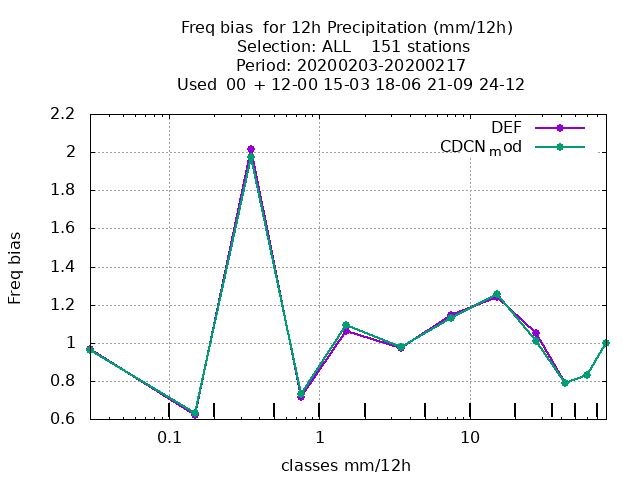 Freq bias  for 12h Precipitation (mm/12h)
Selection: ALL    151 stations
Period: 20200203-20200217
Used  00 + 12-00 15-03 18-06 21-09 24-12
DEF
CDCNmod
2.2
2
1.8
1.6
1.4
1.2
1
0.8
0.6
Freq bias
0.1 1 10
classes mm/12h